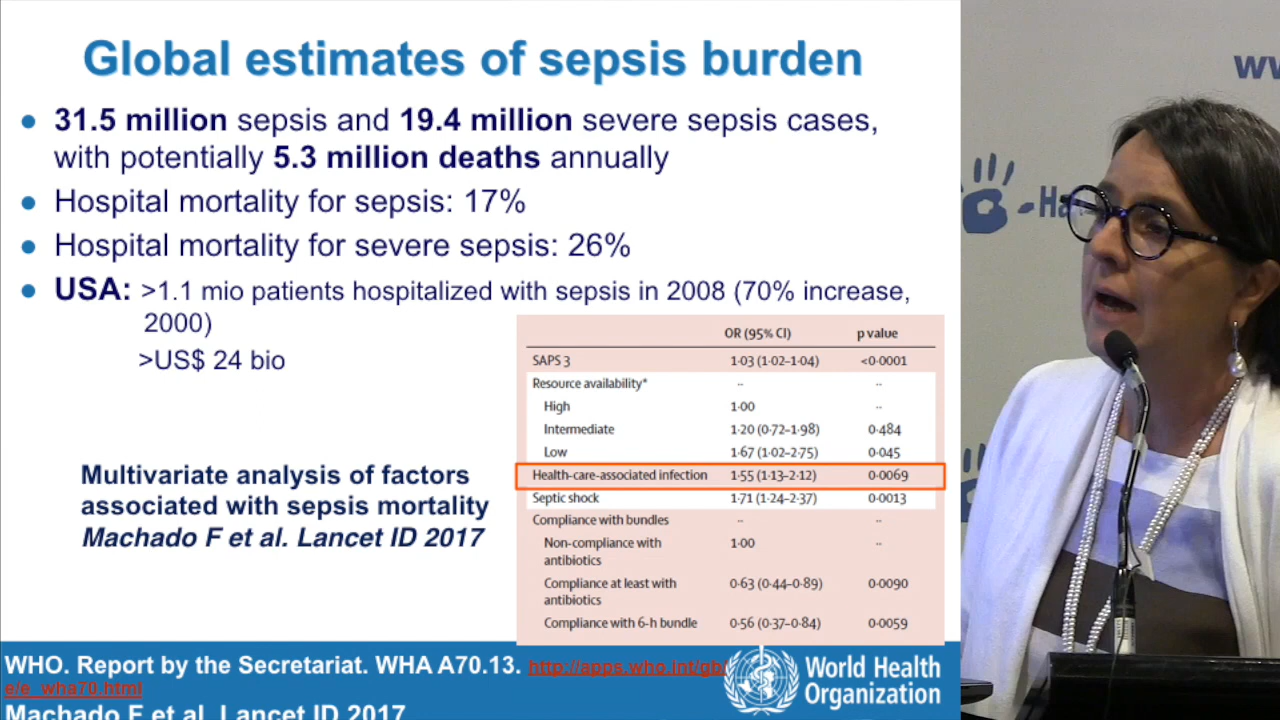 Global estimates of sepsis burden
31.5 million sepsis and 19.4 million severe sepsis cases,
with potentially 5.3 million deaths annually
Hospital mortality for sepsis: 17%
Hospital mortality for severe sepsis: 26%
USA: >1.1 mio patients hospitalized with sepsis in 2008 (70% increase,
2000)
>US$ 24 bio
Multivariate analysis of factors
associated with sepsis mortality
Machado F et al. Lancet ID 2017
OR (95% CI) p value
SAPS 3 1·03 (1·02–1·04) <0·0001
Resource availability* ·· ··
High 1·00 ··
Intermediate 1·20 (0·72–1·98) 0·484
Low 1·67 (1·02–2·75) 0·045
Health-care-associated infection 1·55 (1·13–2·12) 0·0069
Septic shock 1·71 (1·24–2·37) 0·0013
Compliance with bundles ·· ··
Non-compliance with 1·00 ··
antibiotics
Compliance at least with 0·63 (0·44–0·89) 0·0090
antibiotics
Compliance with 6-h bundle 0·56 (0·37–0·84) 0·0059
WHO. Report by the Secretariat. WHA A70.13. http://apps.who.int/gb/
e/e_wha70.html
Machado F et al. Lancet ID 2017
World Health
Organization